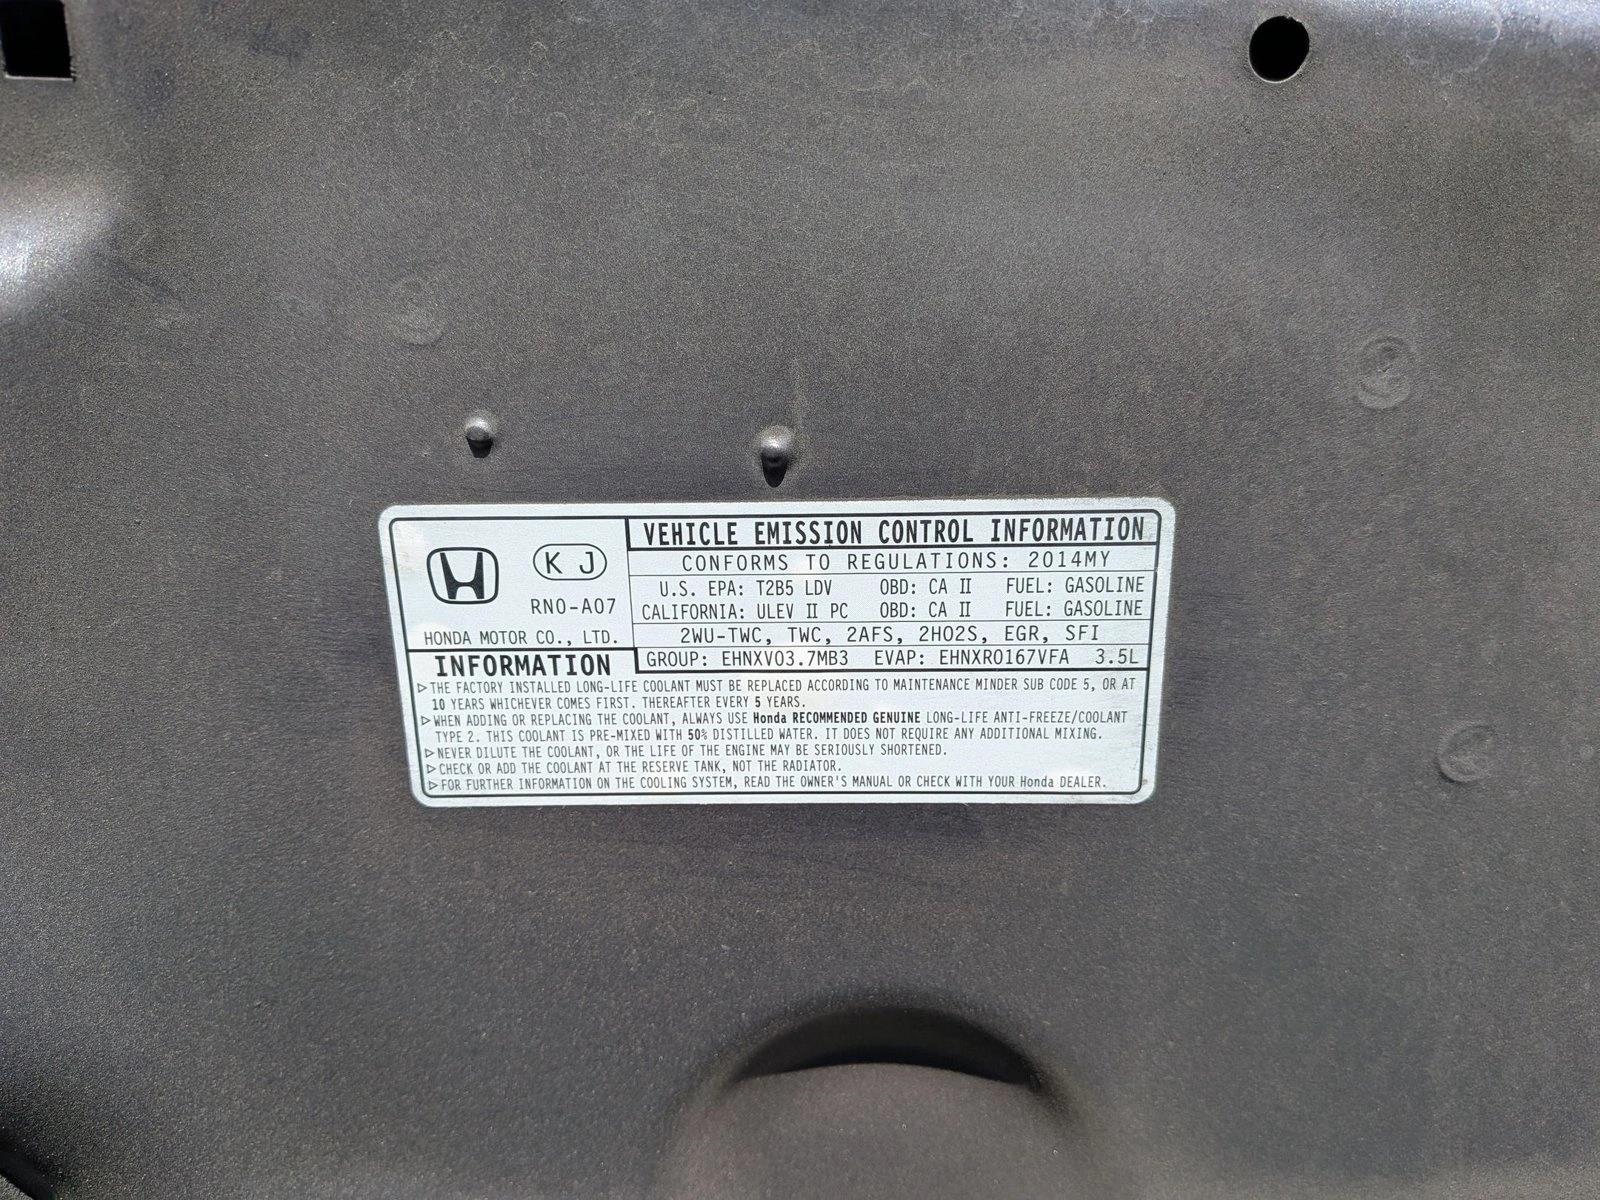 K J
RN0-A07
HONDA MOTOR CO., LTD.
VEHICLE EMISSION CONTROL INFORMATION
CONFORMS TO REGULATIONS: 2014MY
U.S. EPA: T2B5 LDV OBD: CA II FUEL: GASOLINE
CALIFORNIA: ULEV II PC OBD: CA II FUEL: GASOLINE
2WU-TWC, TWC, 2AFS, 2HO2S, EGR, SFI
GROUP: EHNXV03.7MB3 EVAP: EHNXR0167VFA 3.5L
INFORMATION
▷THE FACTORY INSTALLED LONG-LIFE COOLANT MUST BE REPLACED ACCORDING TO MAINTENANCE MINDER SUB CODE 5, OR AT
10 YEARS WHICHEVER COMES FIRST. THEREAFTER EVERY 5 YEARS.
▷WHEN ADDING OR REPLACING THE COOLANT, ALWAYS USE Honda RECOMMENDED GENUINE LONG-LIFE ANTI-FREEZE/COOLANT
TYPE 2. THIS COOLANT IS PRE-MIXED WITH 50% DISTILLED WATER. IT DOES NOT REQUIRE ANY ADDITIONAL MIXING.
▷NEVER DILUTE THE COOLANT, OR THE LIFE OF THE ENGINE MAY BE SERIOUSLY SHORTENED.
▷CHECK OR ADD THE COOLANT AT THE RESERVE TANK, NOT THE RADIATOR.
▷FOR FURTHER INFORMATION ON THE COOLING SYSTEM, READ THE OWNER'S MANUAL OR CHECK WITH YOUR Honda DEALER.